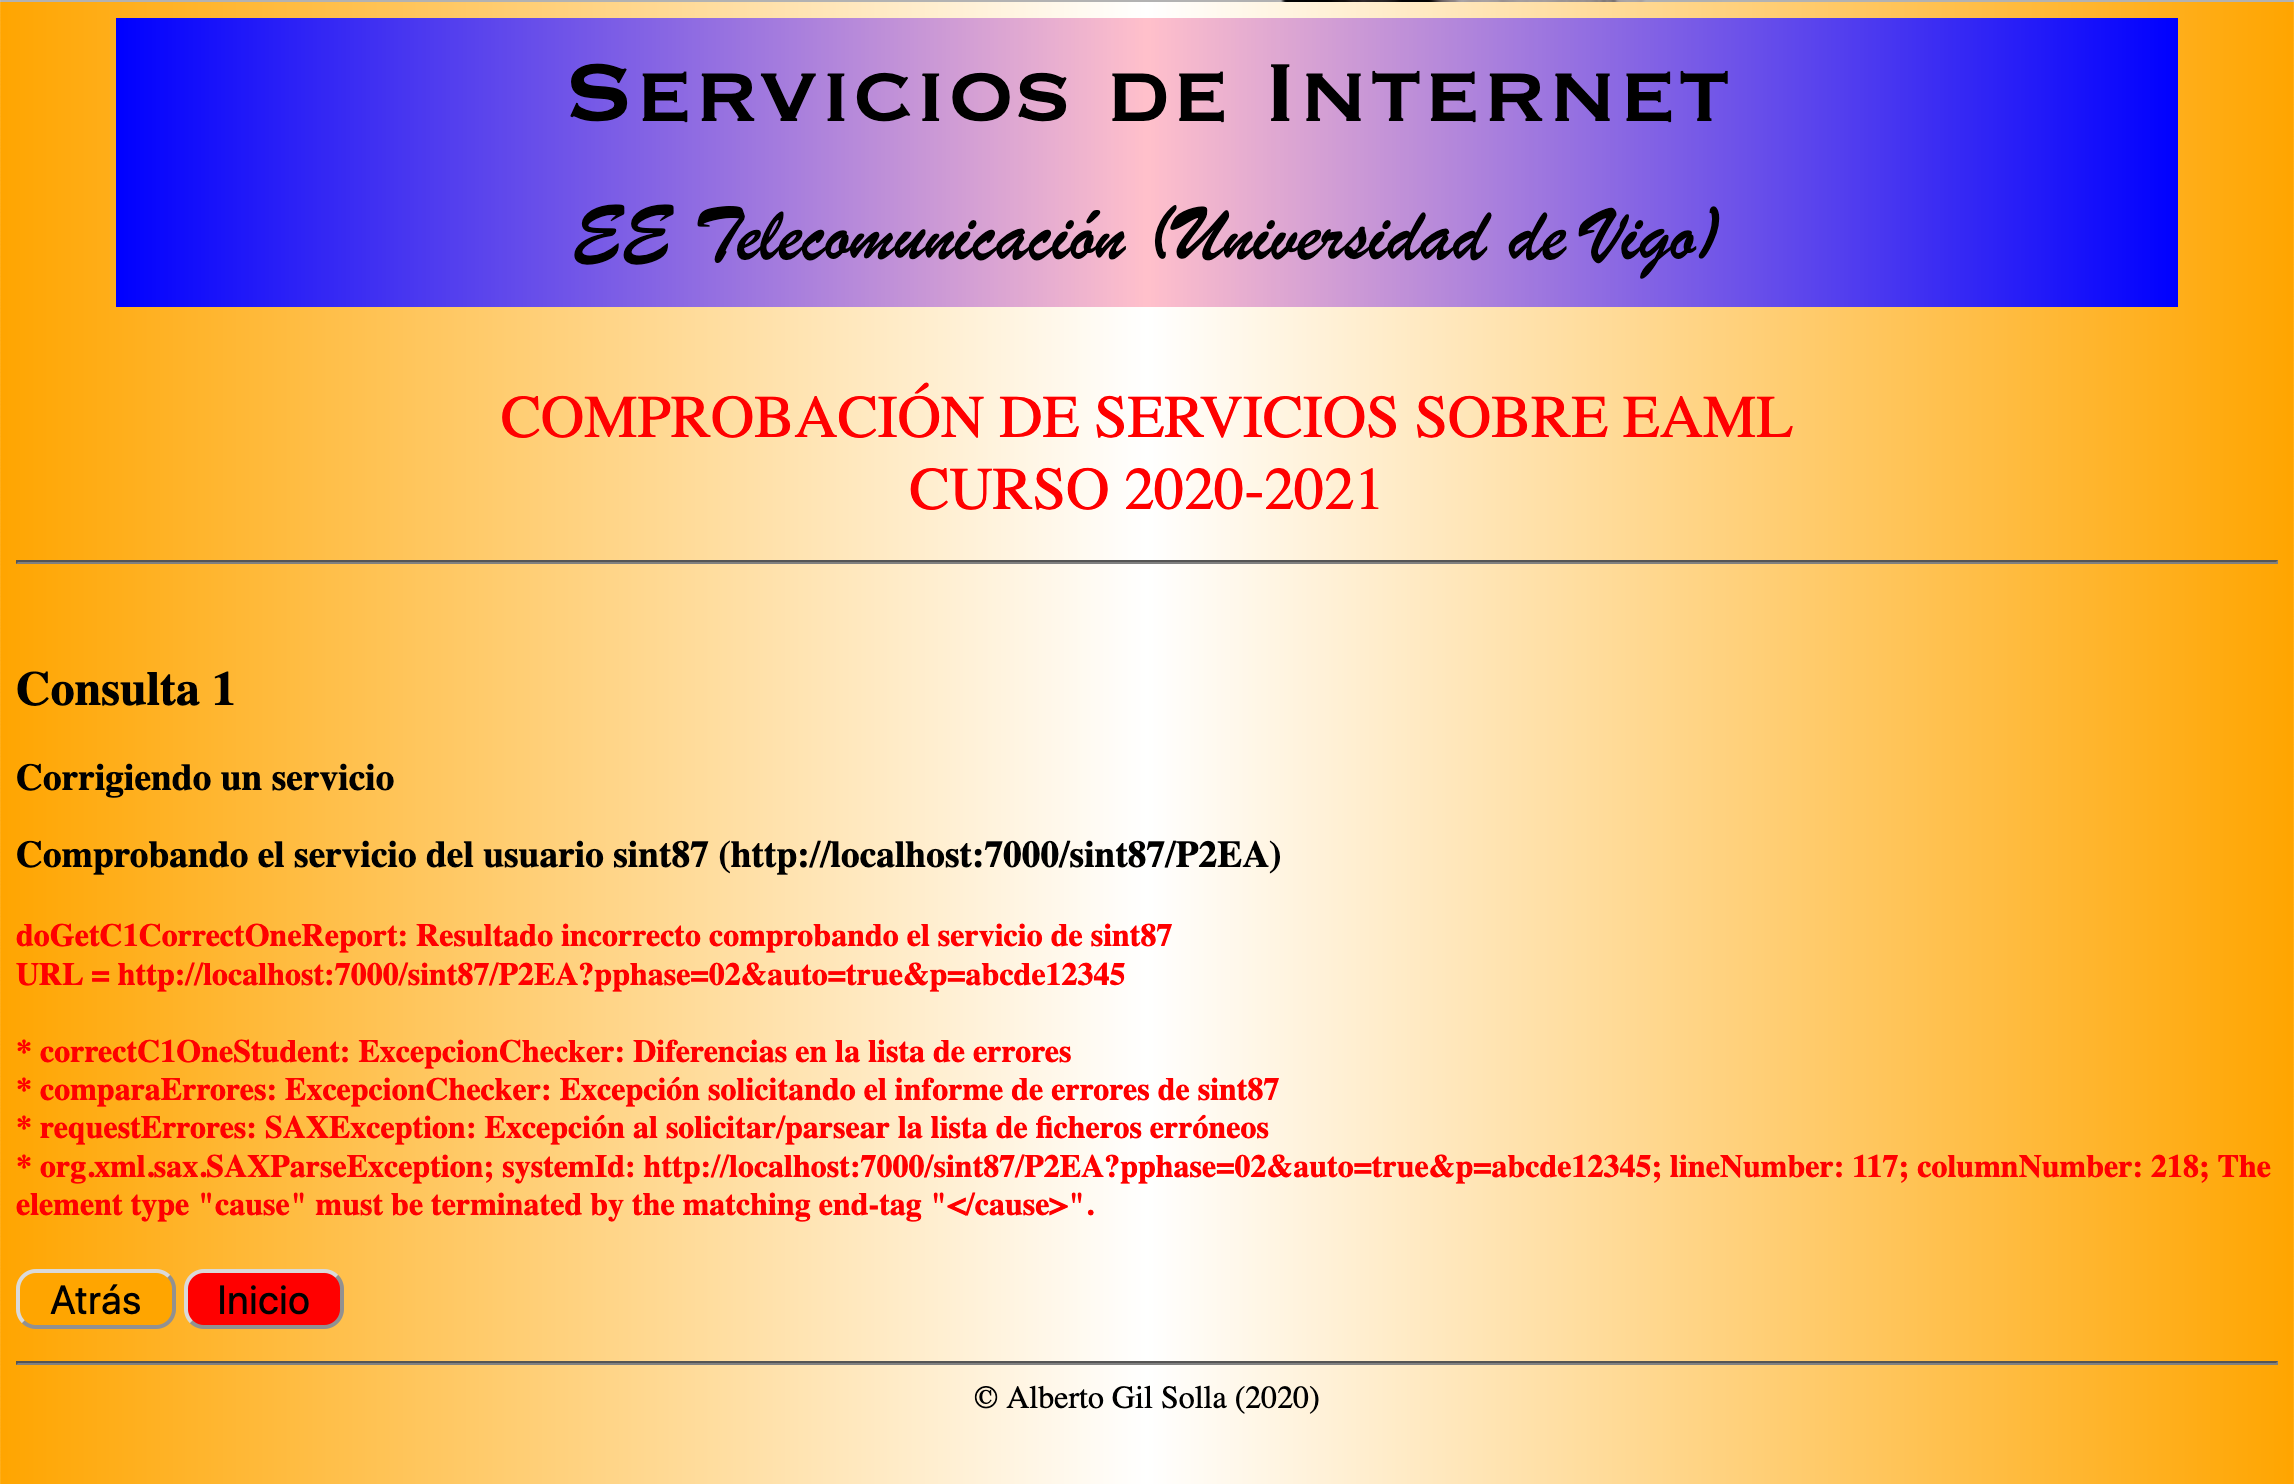 SERVICIOS DE INTERNET
EE Telecomunicación (Universidad de Vigo)
COMPROBACIÓN DE SERVICIOS SOBRE EAML
CURSO 2020-2021
Consulta 1
Corrigiendo un servicio
Comprobando el servicio del usuario sint87 (http://localhost:7000/sint87/P2EA)
doGetC1CorrectOneReport: Resultado incorrecto comprobando el servicio de sint87
URL = http://localhost:7000/sint87/P2EA?pphase=02&auto=true&p=abcde12345
* correctC1OneStudent: ExcepcionChecker: Diferencias en la lista de errores
* comparaErrores: ExcepcionChecker: Excepción solicitando el informe de errores de sint87
* requestErrores: SAXException: Excepción al solicitar/parsear la lista de ficheros erróneos
* org.xml.sax.SAXParseException; systemId: http://localhost:7000/sint87/P2EA?pphase=02&auto=true&p=abcde12345; lineNumber: 117; columnNumber: 218; The
element type "cause" must be terminated by the matching end-tag "</cause>".
Atrás Inicio
© Alberto Gil Solla (2020)